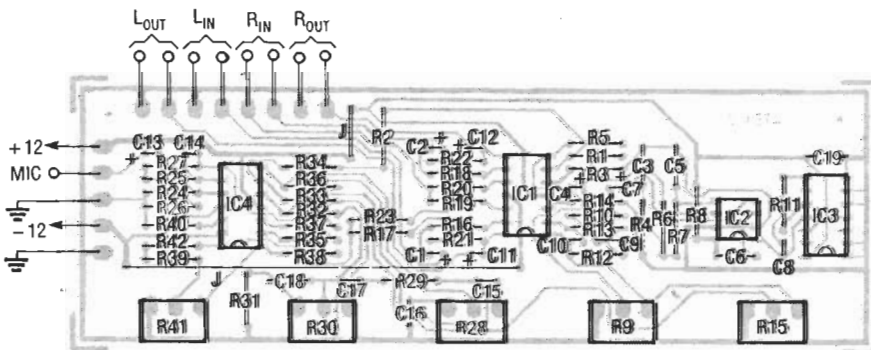 LOUT LIN RIN ROUT
+12
MIC
-12
C13 C14
R27
R25
R24
R26
R40
R42
R39
IC4
R34
R36
R33
R32
R37
R35
R38
J
R2
R23
R17
C2 + + C12
R22
R18
R20
R19
R16
R21
C1 + + C11
IC1
C4
C10
R5
R1
+ R3 +
C7
R14
R10
R13
R12
C9
C3
C5
R4
R6
R7
R8
IC2
C6
R11
C8
C19
IC3
J
R31
C18
C17
R29
C16
C15
R41
R30
R28
R9
R15